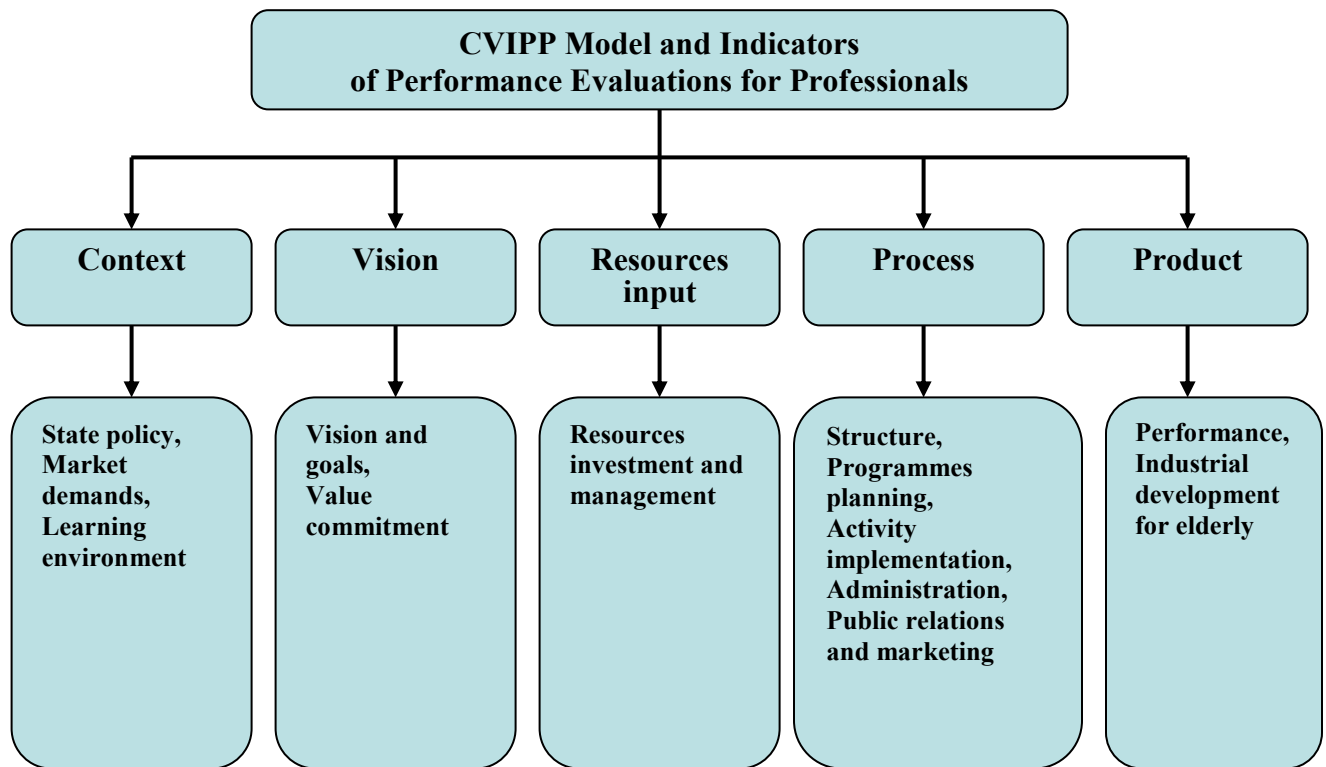 CVIPP Model and Indicators
of Performance Evaluations for Professionals
Context
Vision
Resources
input
Process
Product
State policy,
Market
demands,
Learning
environment
Vision and
goals,
Value
commitment
Resources
investment and
management
Structure,
Programmes
planning,
Activity
implementation,
Administration,
Public relations
and marketing
Performance,
Industrial
development
for elderly